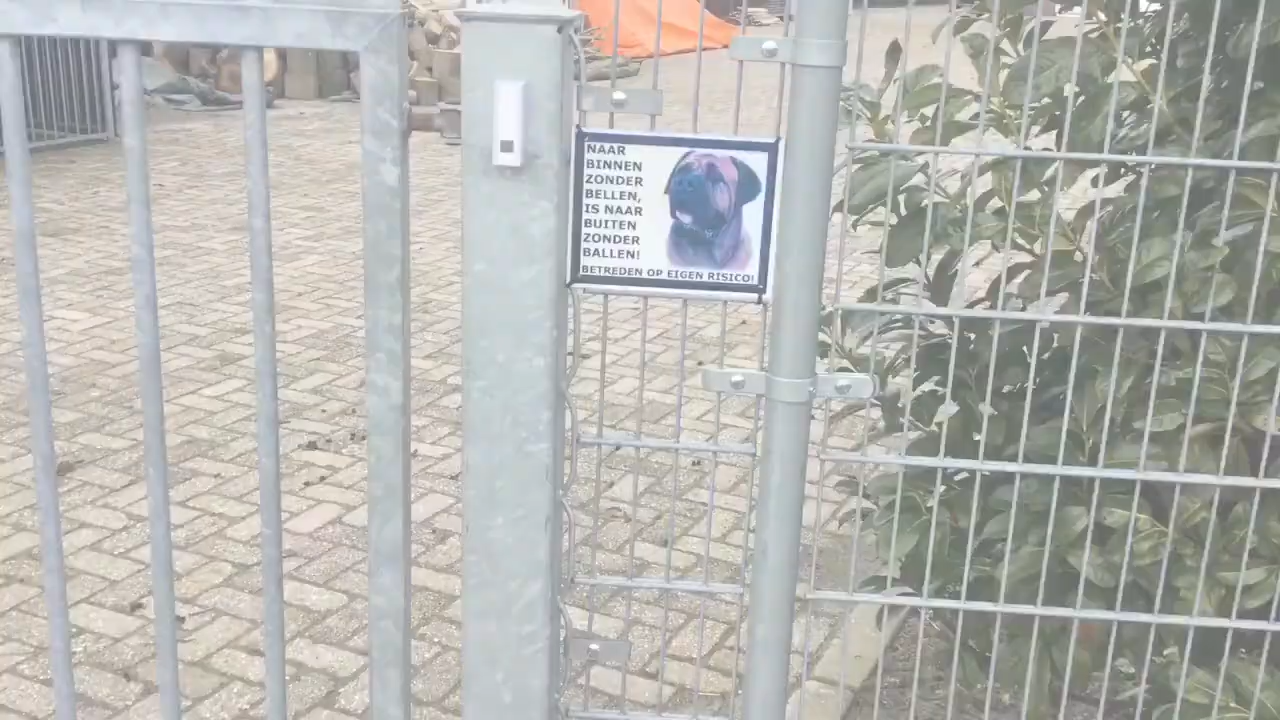 NAAR
BINNEN
ZONDER
BELLEN,
IS NAAR
BUITEN
ZONDER
BALLEN!
BETREDEN OP EIGEN RISICO!